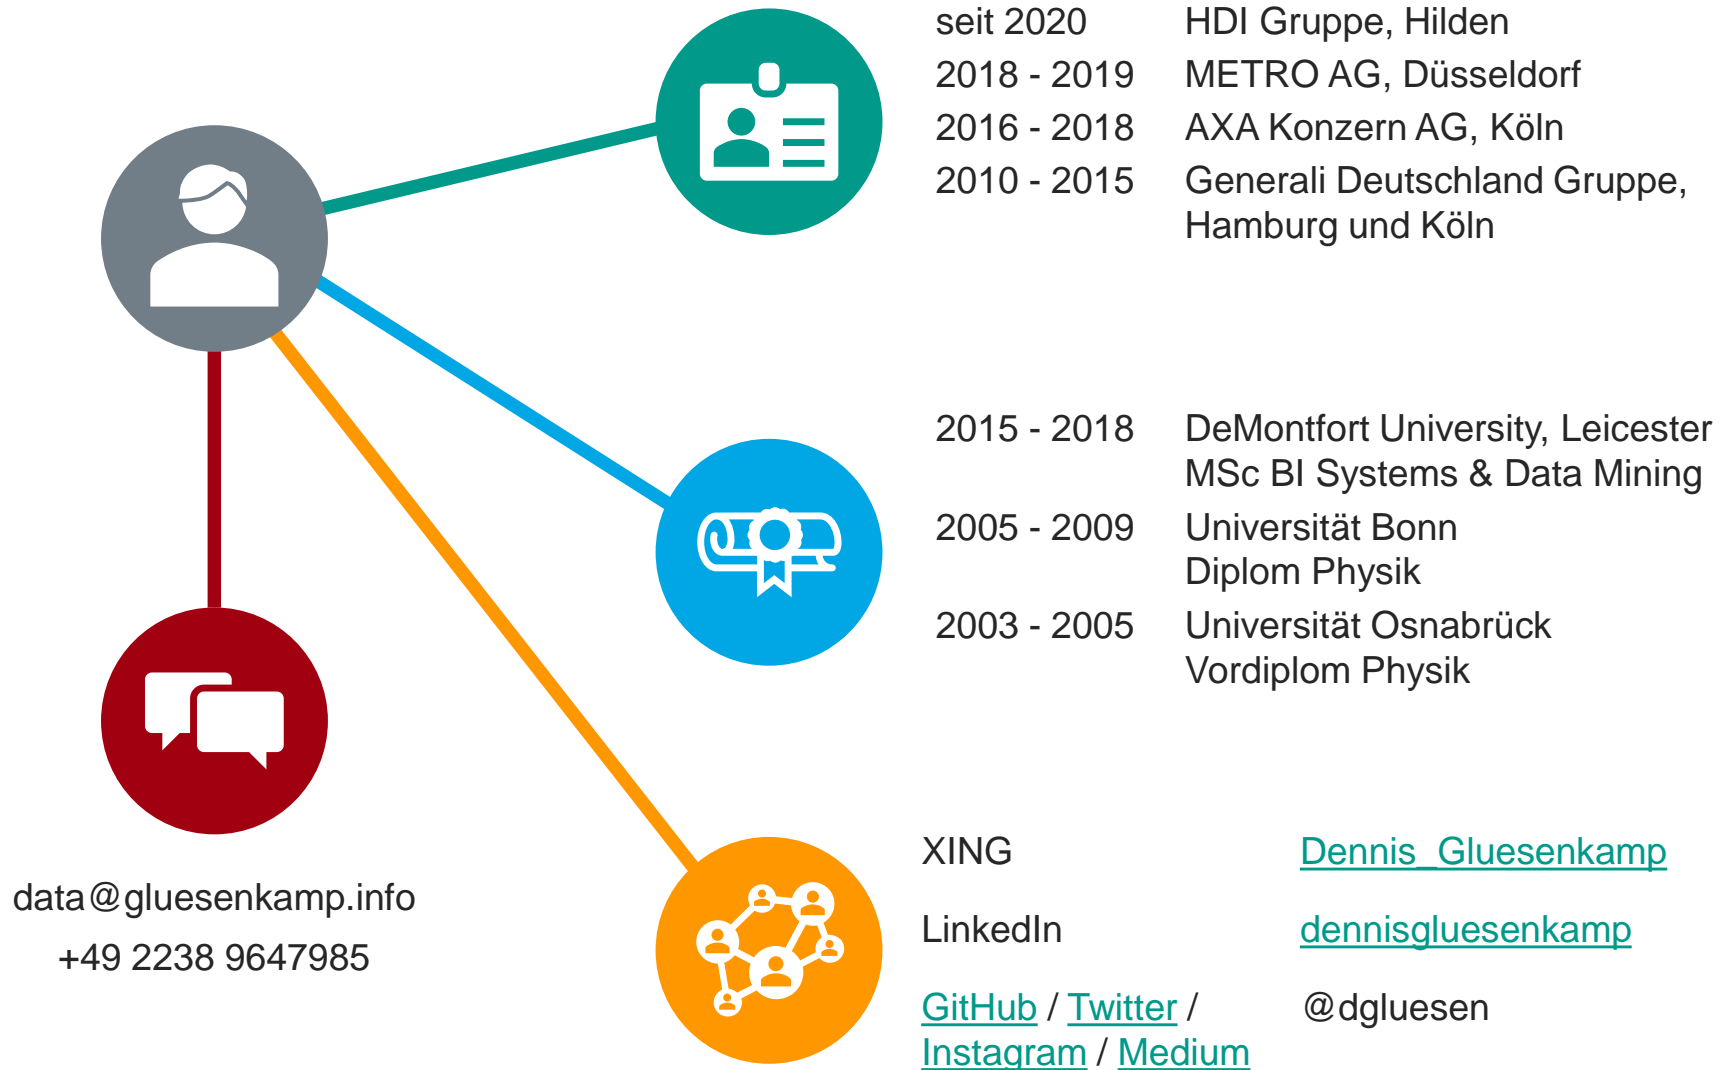 seit 2020 HDI Gruppe, Hilden
2018 - 2019 METRO AG, Düsseldorf
2016 - 2018 AXA Konzern AG, Köln
2010 - 2015 Generali Deutschland Gruppe,
Hamburg und Köln
2015 - 2018 DeMontfort University, Leicester
MSc BI Systems & Data Mining
2005 - 2009 Universität Bonn
Diplom Physik
2003 - 2005 Universität Osnabrück
Vordiplom Physik
data@gluesenkamp.info
+49 2238 9647985
XING Dennis_Gluesenkamp
LinkedIn dennisgluesenkamp
GitHub / Twitter / @dgluesen
Instagram / Medium